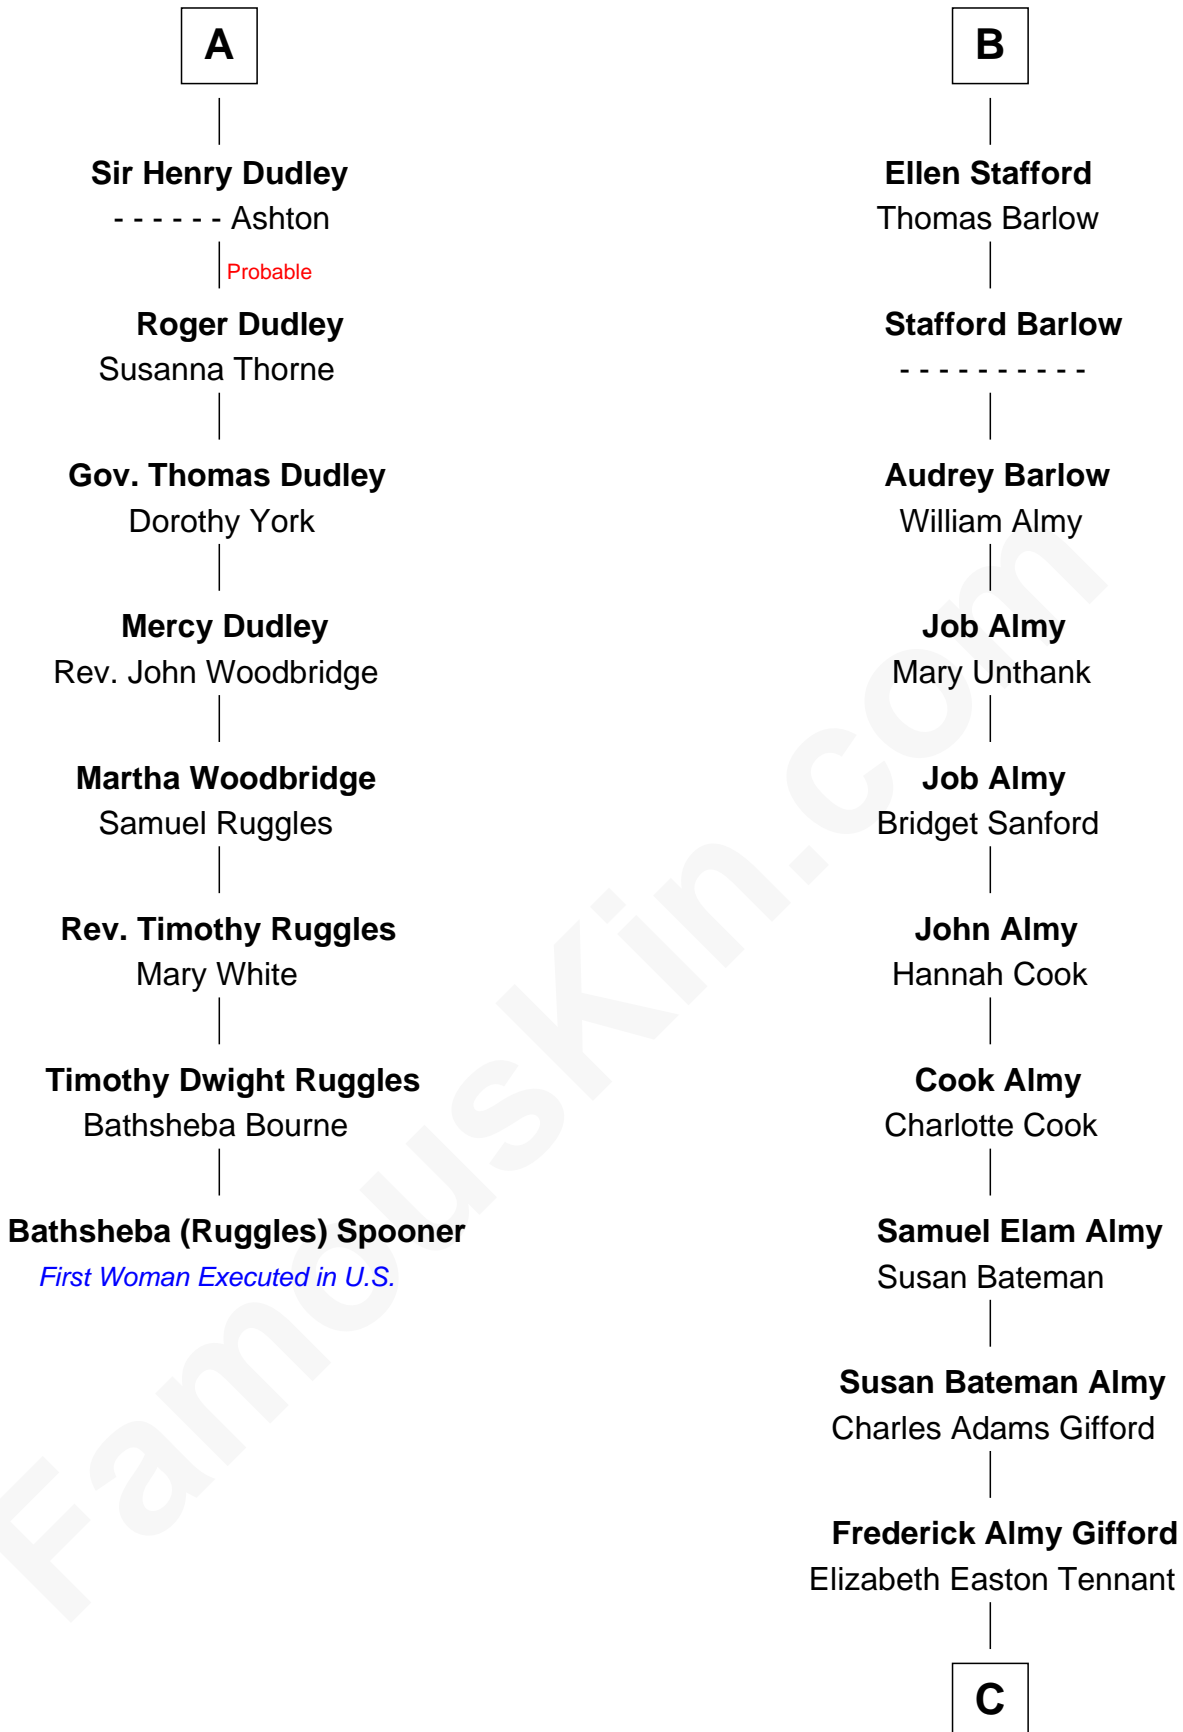 A
Sir Henry Dudley
- - - - - - Ashton
Probable
Roger Dudley
Susanna Thorne
Gov. Thomas Dudley
Dorothy York
Mercy Dudley
Rev. John Woodbridge
Martha Woodbridge
Samuel Ruggles
Rev. Timothy Ruggles
Mary White
Timothy Dwight Ruggles
Bathsheba Bourne
Bathsheba (Ruggles) Spooner
First Woman Executed in U.S.
B
Ellen Stafford
Thomas Barlow
Stafford Barlow
- - - - - - - - - -
Audrey Barlow
William Almy
Job Almy
Mary Unthank
Job Almy
Bridget Sanford
John Almy
Hannah Cook
Cook Almy
Charlotte Cook
Samuel Elam Almy
Susan Bateman
Susan Bateman Almy
Charles Adams Gifford
Frederick Almy Gifford
Elizabeth Easton Tennant
C
FamousKin.com